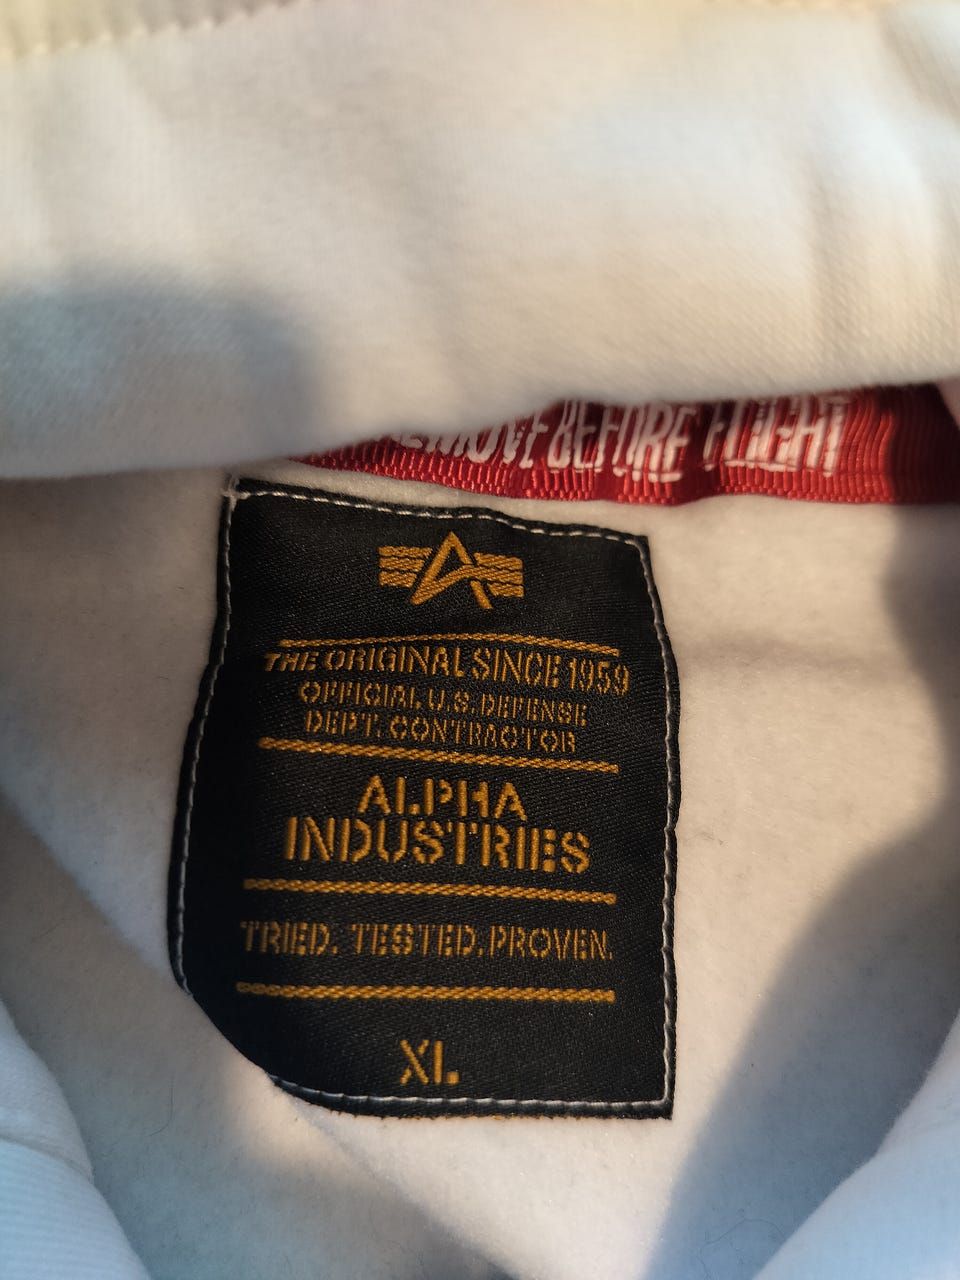 REMOVE BEFORE FLIGHT
THE ORIGINAL SINCE 1959
OFFICIAL U.S. DEFENSE
DEPT. CONTRACTOR
ALPHA
INDUSTRIES
TRIED. TESTED. PROVEN.
XL